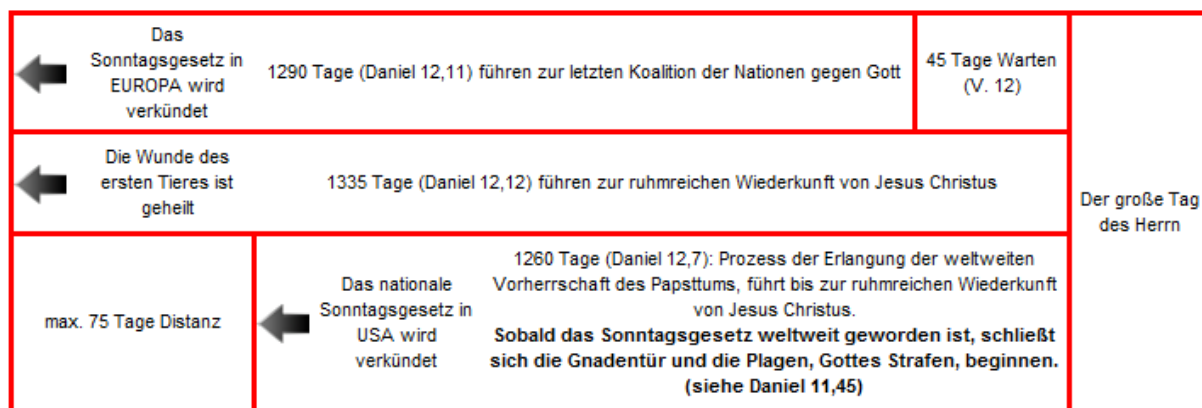 Das
Sonntagsgesetz in
EUROPA wird
verkündet
1290 Tage (Daniel 12,11) führen zur letzten Koalition der Nationen gegen Gott
45 Tage Warten
(V. 12)
Die Wunde des
ersten Tieres ist
geheilt
1335 Tage (Daniel 12,12) führen zur ruhmreichen Wiederkunft von Jesus Christus
Der große Tag
des Herrn
max. 75 Tage Distanz
Das nationale
Sonntagsgesetz in
USA wird
verkündet
1260 Tage (Daniel 12,7): Prozess der Erlangung der weltweiten
Vorherrschaft des Papsttums, führt bis zur ruhmreichen Wiederkunft
von Jesus Christus.
Sobald das Sonntagsgesetz weltweit geworden ist, schließt
sich die Gnadentür und die Plagen, Gottes Strafen, beginnen.
(siehe Daniel 11,45)